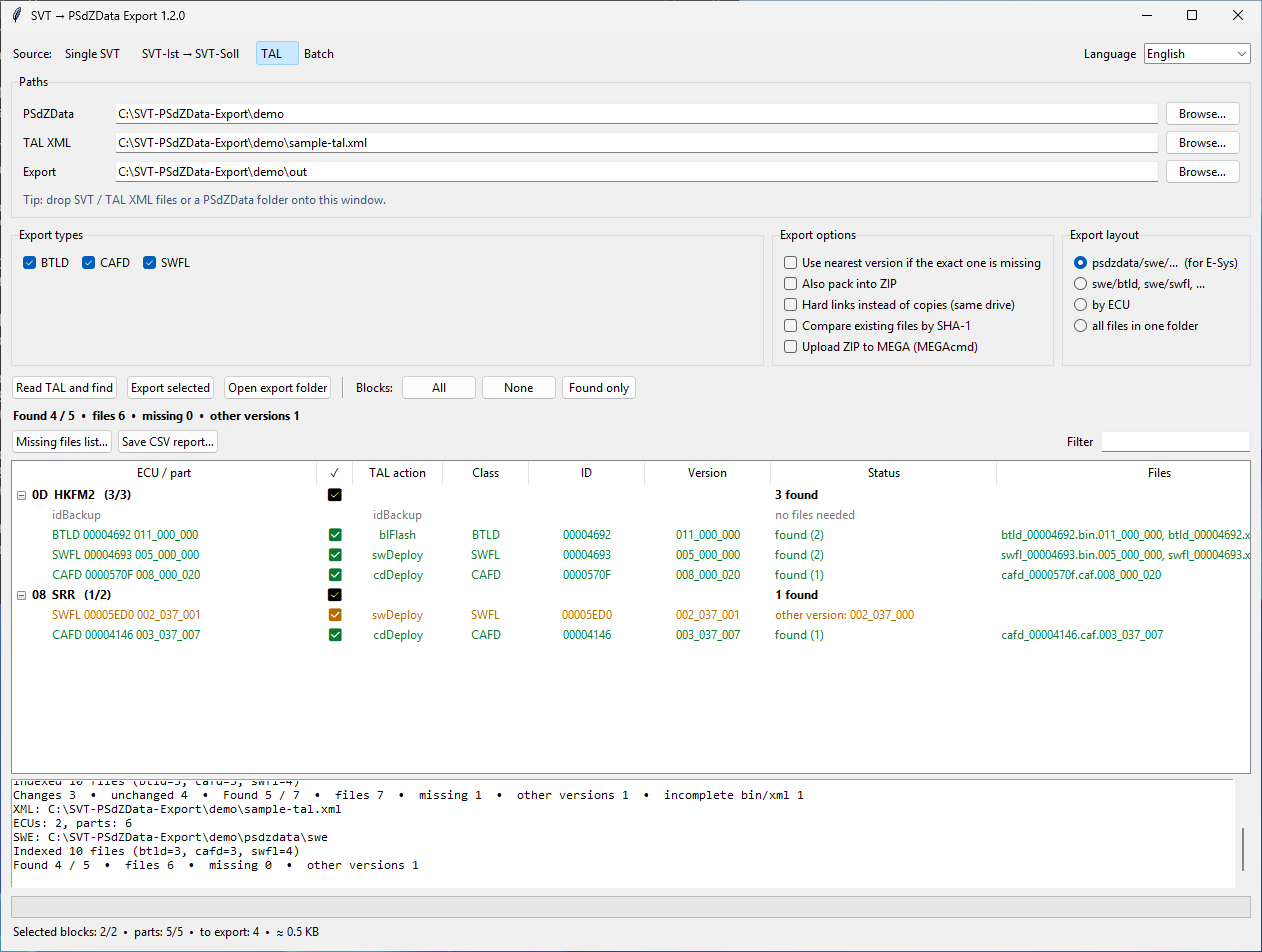 SVT → PSdZData Export 1.2.0
Source: Single SVT SVT-Ist → SVT-Soll TAL Batch Language English
Paths
PSdZData C:\SVT-PSdZData-Export\demo Browse...
TAL XML C:\SVT-PSdZData-Export\demo\sample-tal.xml Browse...
Export C:\SVT-PSdZData-Export\demo\out Browse...
Tip: drop SVT / TAL XML files or a PSdZData folder onto this window.
Export types
BTLD CAFD SWFL
Export options
Use nearest version if the exact one is missing
Also pack into ZIP
Hard links instead of copies (same drive)
Compare existing files by SHA-1
Upload ZIP to MEGA (MEGAcmd)
Export layout
psdzdata/swe/... (for E-Sys)
swe/btld, swe/swfl, ...
by ECU
all files in one folder
Read TAL and find Export selected Open export folder Blocks: All None Found only
Found 4 / 5 • files 6 • missing 0 • other versions 1
Missing files list... Save CSV report... Filter
ECU / part ✓ TAL action Class ID Version Status Files
0D HKFM2 (3/3) 3 found
idBackup idBackup no files needed
BTLD 00004692 011_000_000 blFlash BTLD 00004692 011_000_000 found (2) btld_00004692.bin.011_000_000, btld_00004692.x
SWFL 00004693 005_000_000 swDeploy SWFL 00004693 005_000_000 found (2) swfl_00004693.bin.005_000_000, swfl_00004693.x
CAFD 0000570F 008_000_020 cdDeploy CAFD 0000570F 008_000_020 found (1) cafd_0000570f.caf.008_000_020
08 SRR (1/2) 1 found
SWFL 00005ED0 002_037_001 swDeploy SWFL 00005ED0 002_037_001 other version: 002_037_000
CAFD 00004146 003_037_007 cdDeploy CAFD 00004146 003_037_007 found (1) cafd_00004146.caf.003_037_007
Indexed 10 files (btld=3, cafd=3, swfl=4)
Changes 3 • unchanged 4 • Found 5 / 7 • files 7 • missing 1 • other versions 1 • incomplete bin/xml 1
XML: C:\SVT-PSdZData-Export\demo\sample-tal.xml
ECUs: 2, parts: 6
SWE: C:\SVT-PSdZData-Export\demo\psdzdata\swe
Indexed 10 files (btld=3, cafd=3, swfl=4)
Found 4 / 5 • files 6 • missing 0 • other versions 1
Selected blocks: 2/2 • parts: 5/5 • to export: 4 • ≈ 0.5 KB